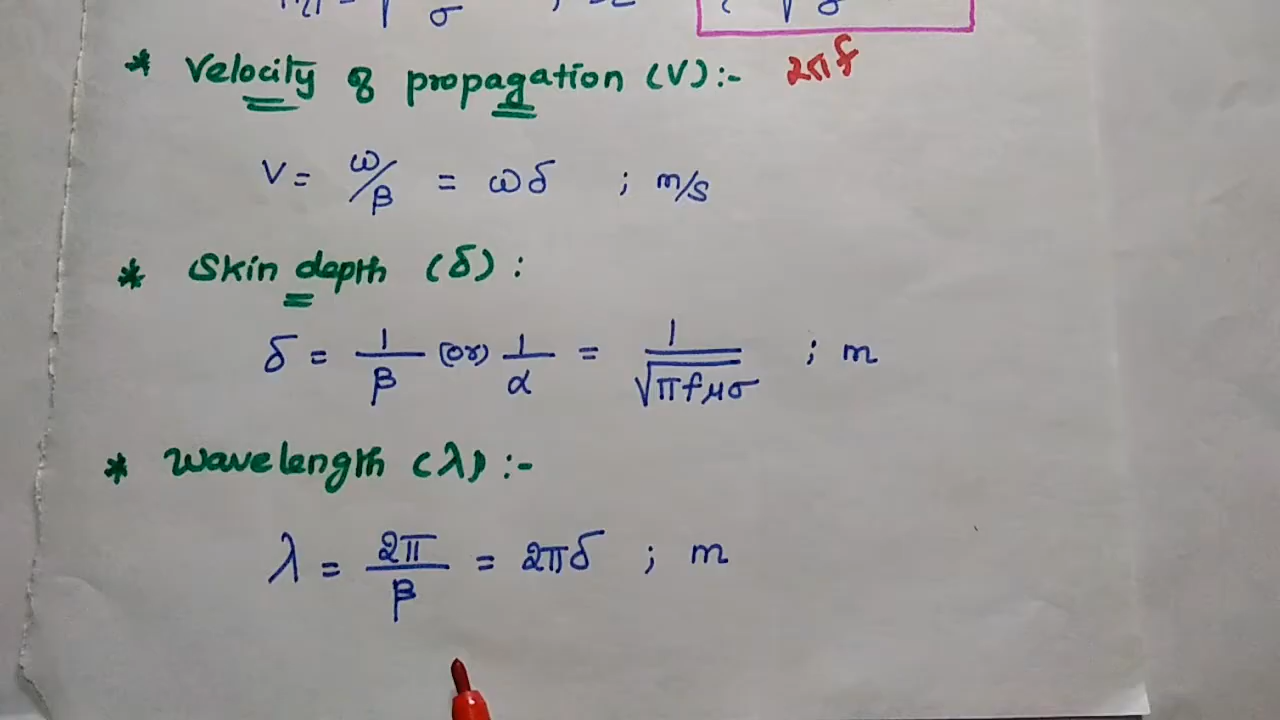 * Velocity of propagation (V):- 2πf
V = ω/β = ωδ ; m/s
* Skin depth (δ) :
δ = 1/β (or) 1/α = 1/√πfμσ ; m
* Wavelength (λ) :-
λ = 2π/β = 2πδ ; m